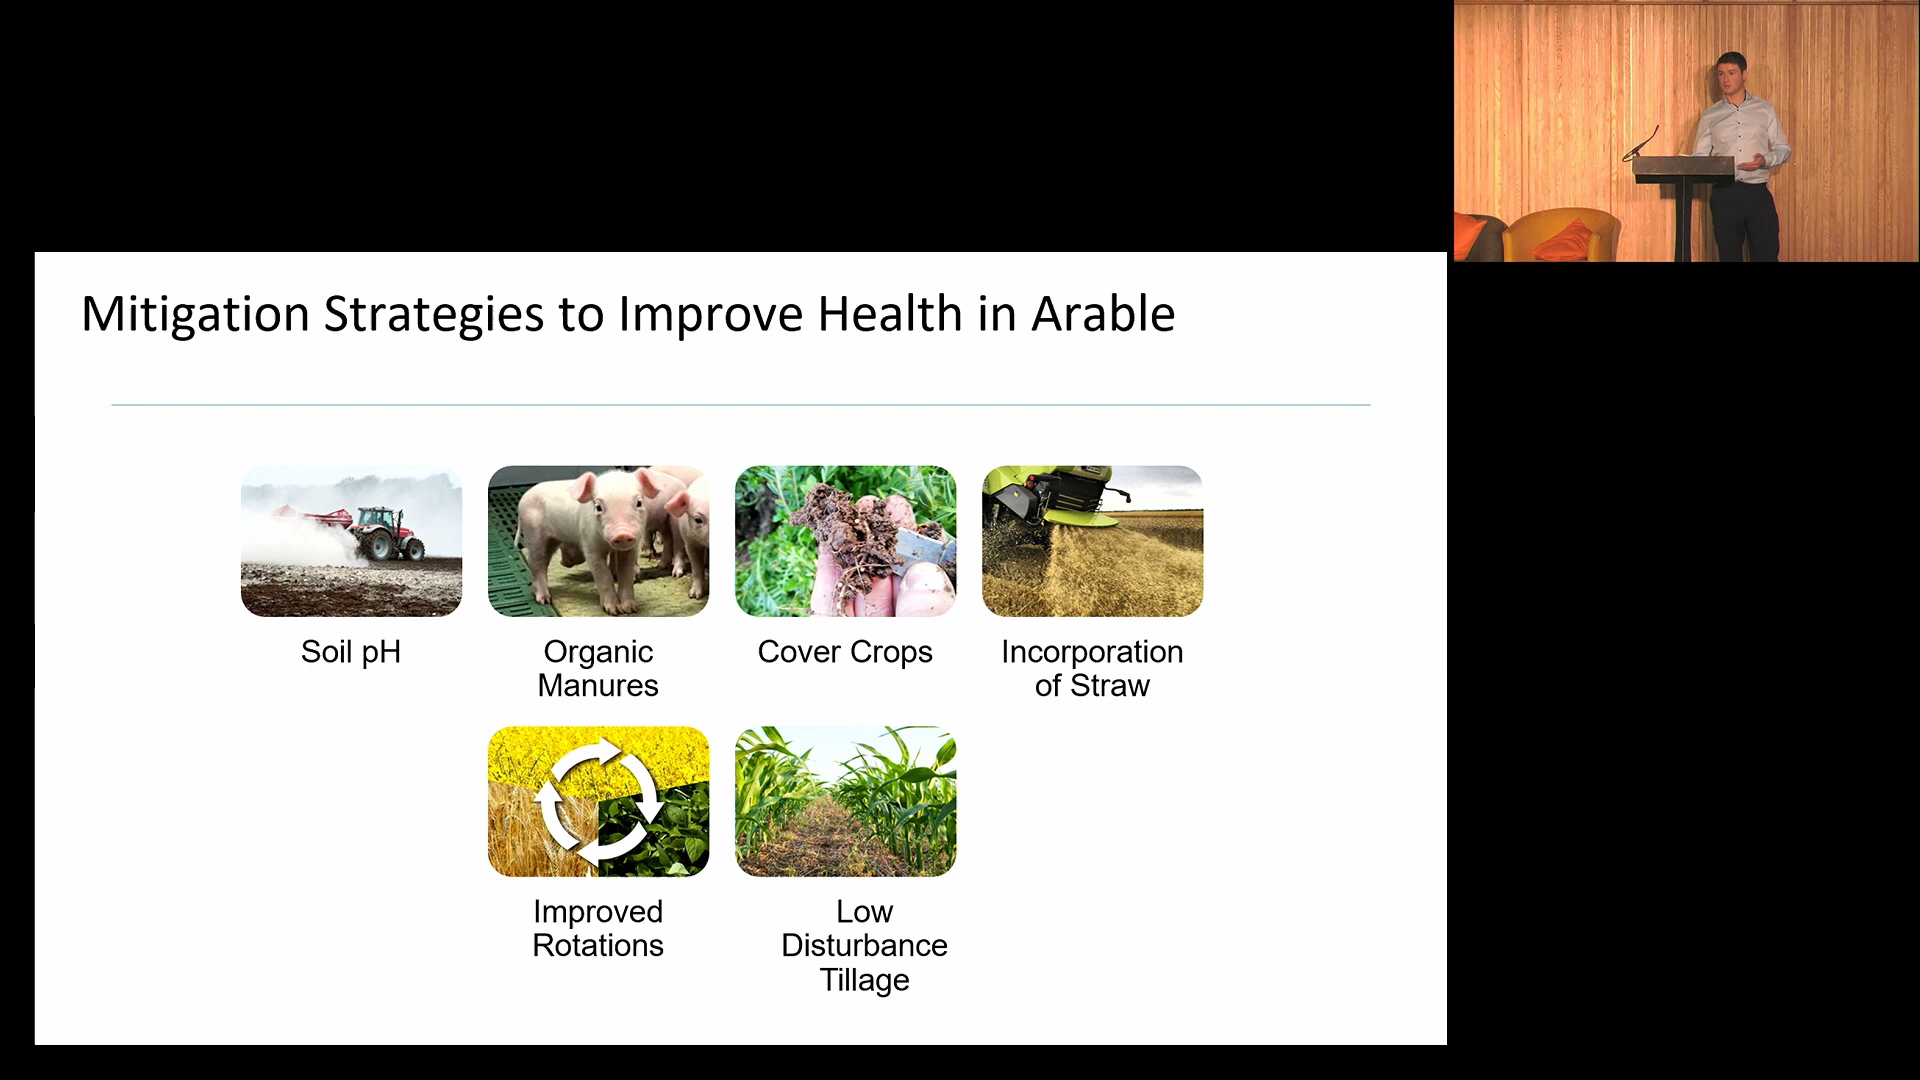 Mitigation Strategies to Improve Health in Arable
Soil pH
Organic
Manures
Cover Crops
Incorporation
of Straw
Improved
Rotations
Low
Disturbance
Tillage